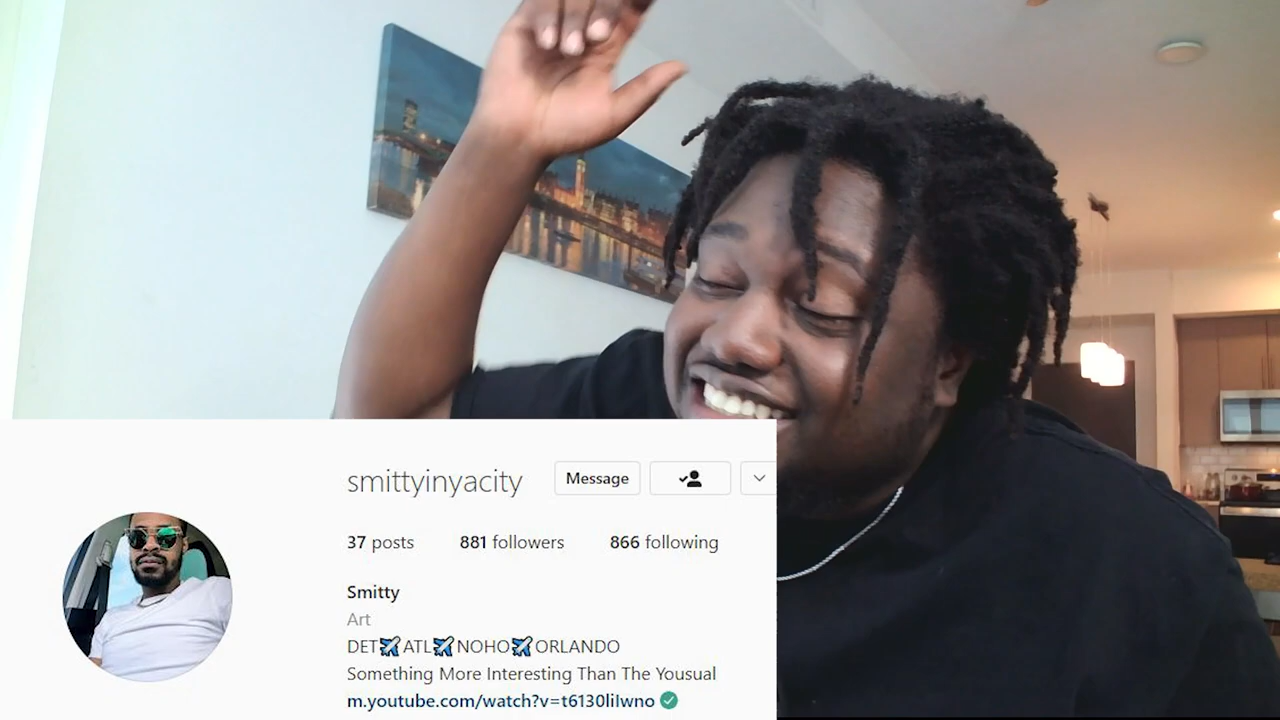 smittyinyacity Message
37 posts 881 followers 866 following
Smitty
Art
DET✈️ATL✈️NOHO✈️ORLANDO
Something More Interesting Than The Yousual
m.youtube.com/watch?v=t6130liIwno